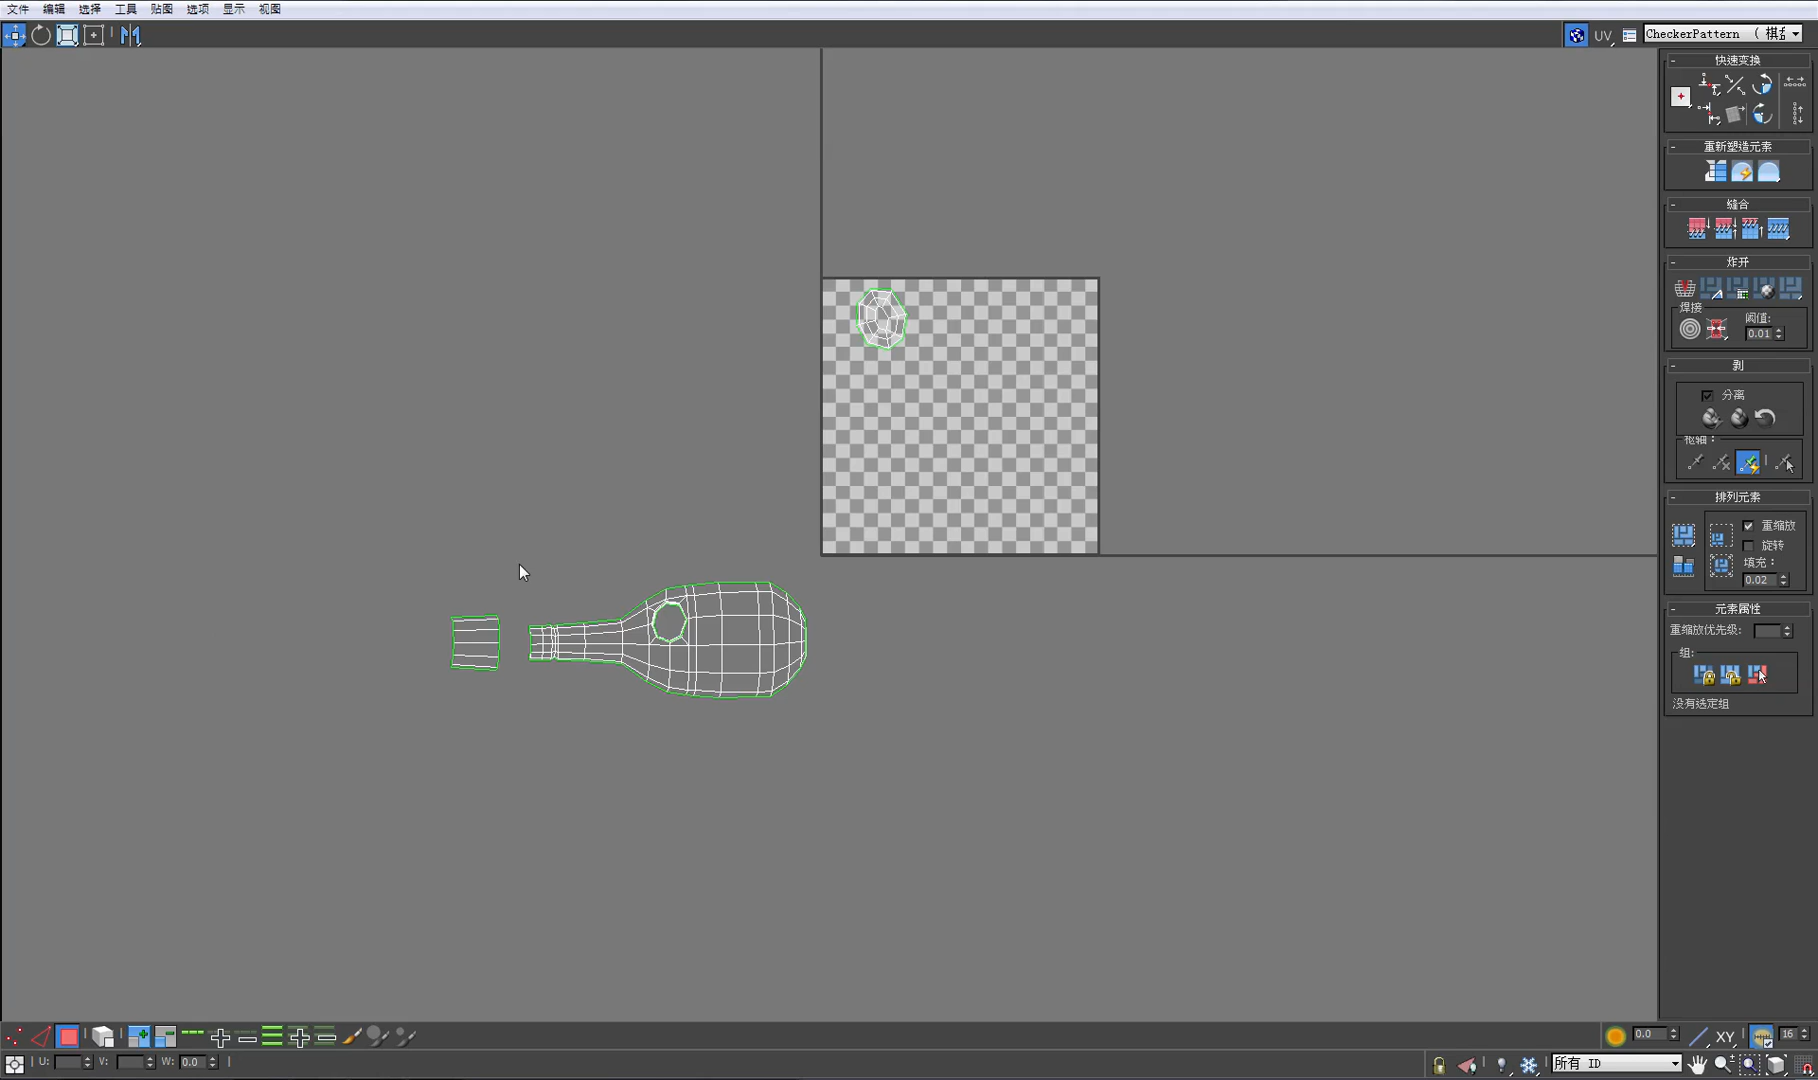 文件 编辑 选择 工具 贴图 选项 显示 视图
UV CheckerPattern （ 棋盘
快速变换
重新塑造元素
缝合
炸开
焊接
阈值:
0.01
剥
分离
枢轴:
排列元素
重缩放
旋转
填充:
0.02
元素属性
重缩放优先级:
组:
没有选定组
0.0 XY 16
U: V: W: 0.0 所有 ID